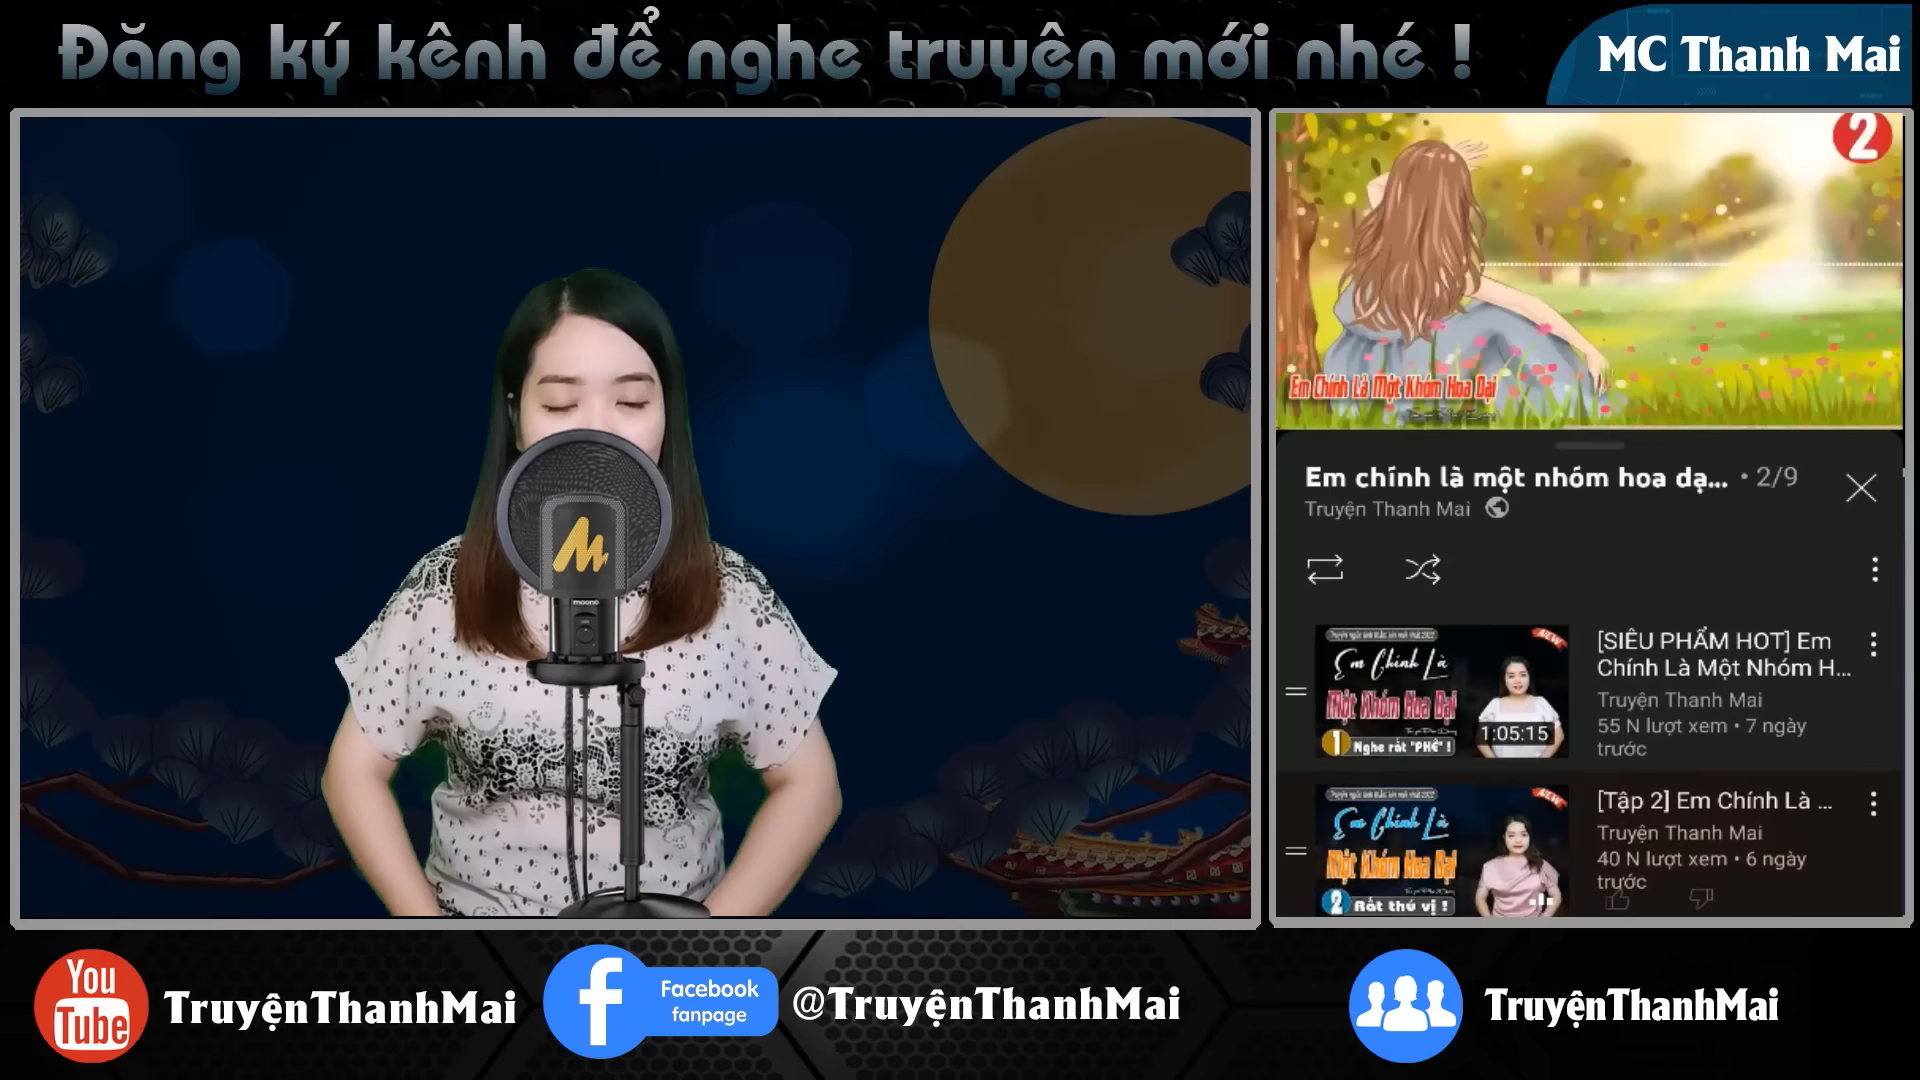 Đăng ký kênh để nghe truyện mới nhé !
MC Thanh Mai
2
Em Chính Là Một Khóm Hoa Dại
maono
Em chính là một nhóm hoa dạ... • 2/9
Truyện Thanh Mai
[SIÊU PHẨM HOT] Em
Chính Là Một Nhóm H...
Truyện Thanh Mai
55 N lượt xem • 7 ngày
trước
NEW
Em Chính Là
Một Khóm Hoa Dại
1 Nghe rất "PHÊ" !
1:05:15
[Tập 2] Em Chính Là ...
Truyện Thanh Mai
40 N lượt xem • 6 ngày
trước
NEW
Em Chính Là
Một Khóm Hoa Dại
2 Rất thú vị !
You
Tube
TruyệnThanhMai
f
Facebook
fanpage
@TruyệnThanhMai
TruyệnThanhMai